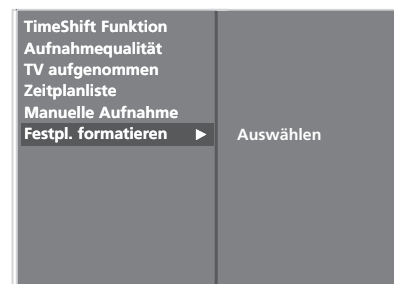 TimeShift Funktion
Aufnahmequalität
TV aufgenommen
Zeitplanliste
Manuelle Aufnahme
Festpl. formatieren ▶ Auswählen